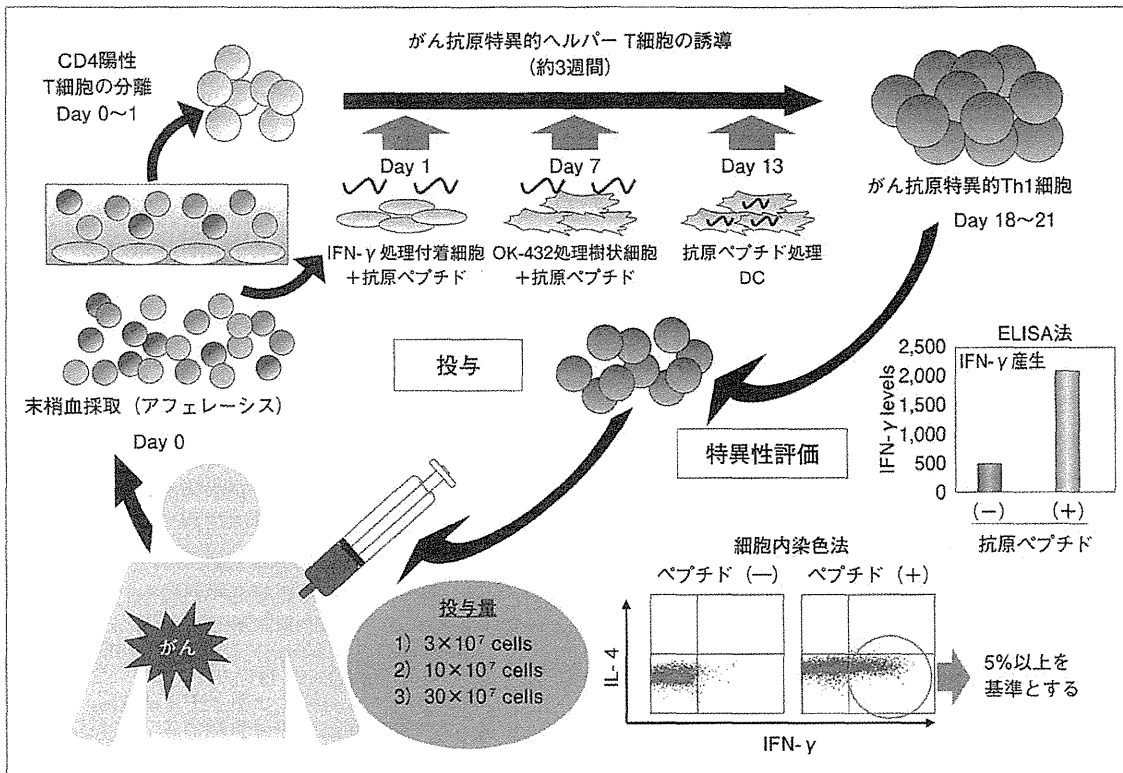 がん抗原特異的ヘルパー T細胞の誘導
(約3週間)
CD4陽性
T細胞の分離
Day 0〜1
Day 1
Day 7
Day 13
IFN-γ 処理付着細胞
+抗原ペプチド
OK-432処理樹状細胞
+抗原ペプチド
抗原ペプチド処理
DC
がん抗原特異的Th1細胞
Day 18〜21
末梢血採取(アフェレーシス)
Day 0
投与
特異性評価
ELISA法
IFN-γ 産生
IFN-γ levels
2,500
2,000
1,500
1,000
500
0
(−)
(+)
抗原ペプチド
がん
投与量
1) 3×10⁷ cells
2) 10×10⁷ cells
3) 30×10⁷ cells
細胞内染色法
ペプチド(−)
ペプチド(+)
IL- 4
IFN- γ
5%以上を
基準とする